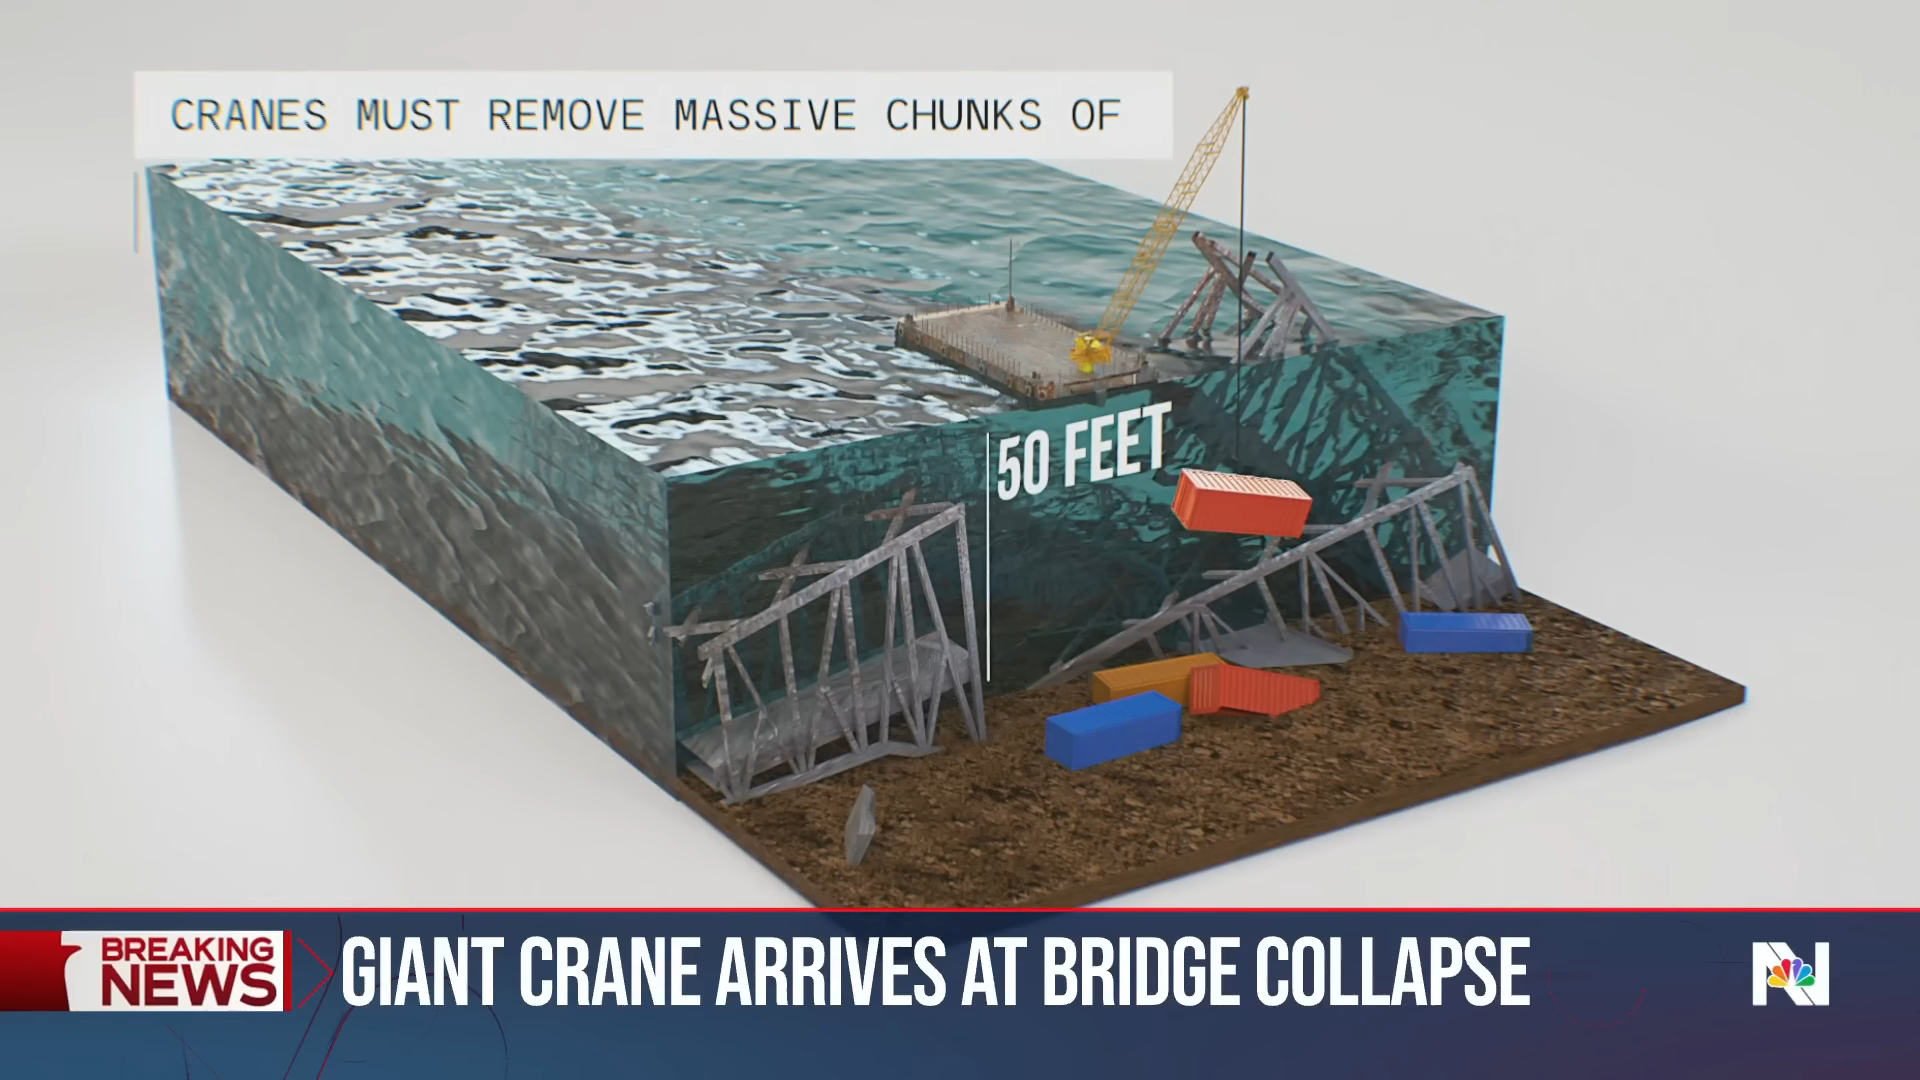 CRANES MUST REMOVE MASSIVE CHUNKS OF
50 FEET
BREAKING
NEWS
GIANT CRANE ARRIVES AT BRIDGE COLLAPSE